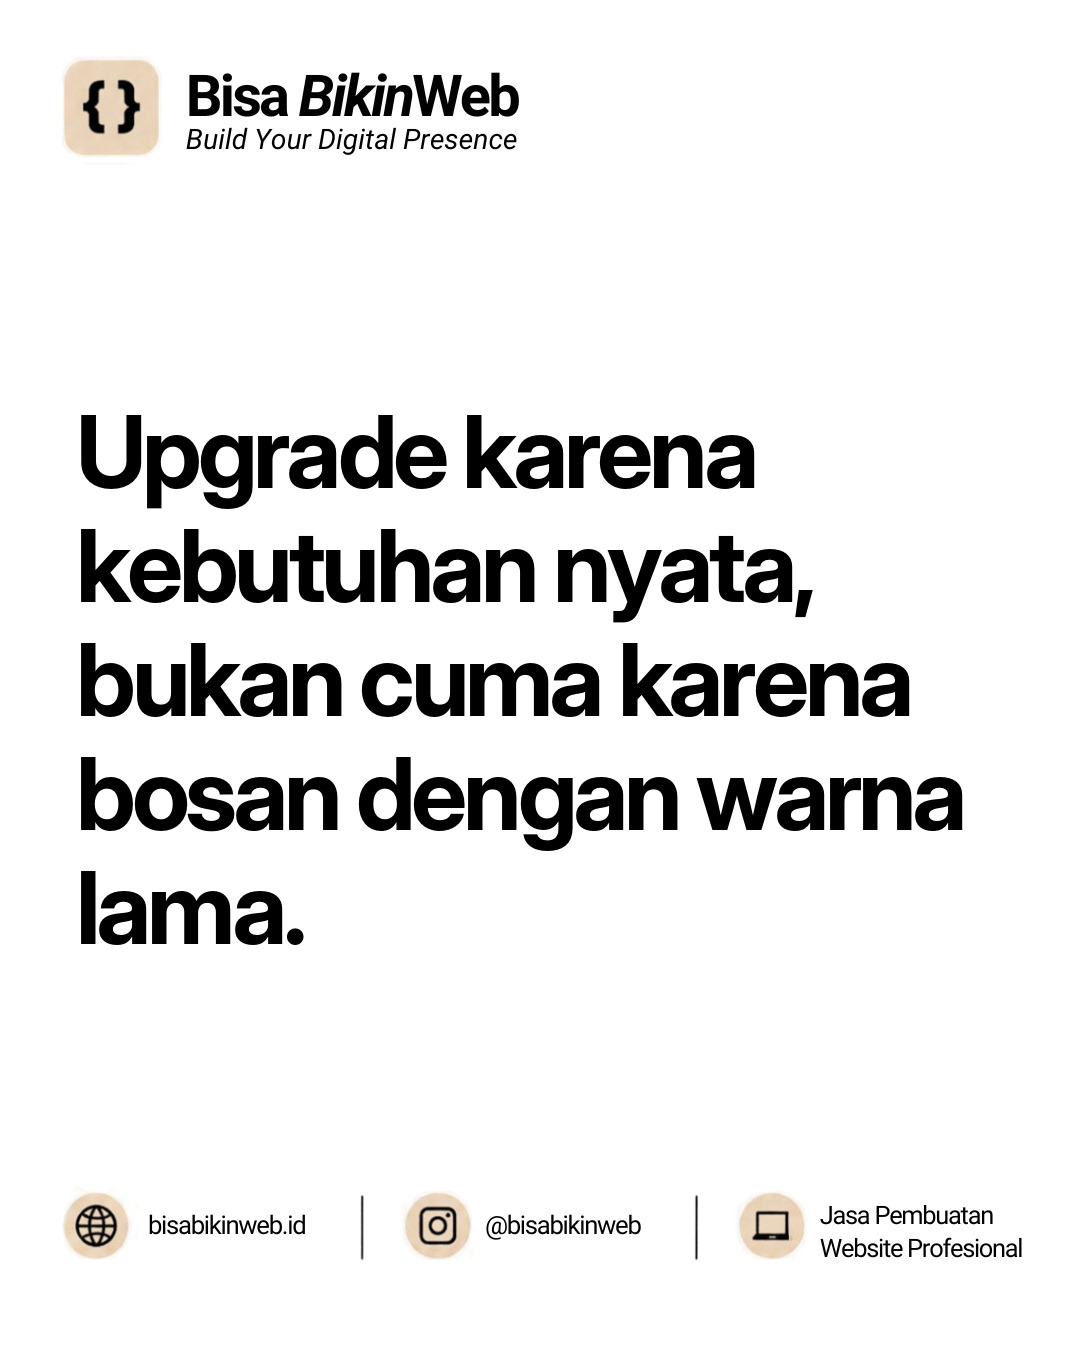 { }
Bisa BikinWeb
Build Your Digital Presence
Upgrade karena
kebutuhan nyata,
bukan cuma karena
bosan dengan warna
lama.
bisabikinweb.id
@bisabikinweb
Jasa Pembuatan
Website Profesional